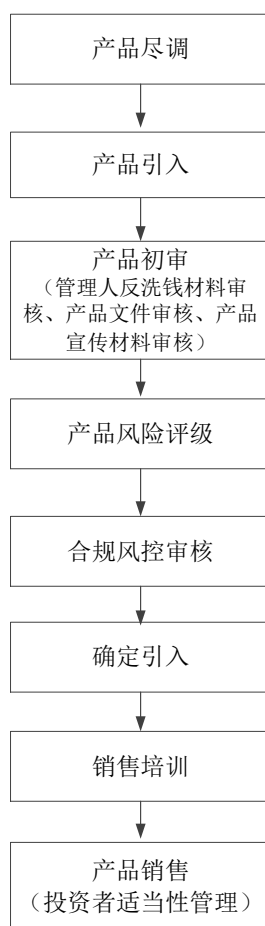 产品尽调
产品引入
产品初审
（管理人反洗钱材料审
核、产品文件审核、产品
宣传材料审核）
产品风险评级
合规风控审核
确定引入
销售培训
产品销售
（投资者适当性管理）